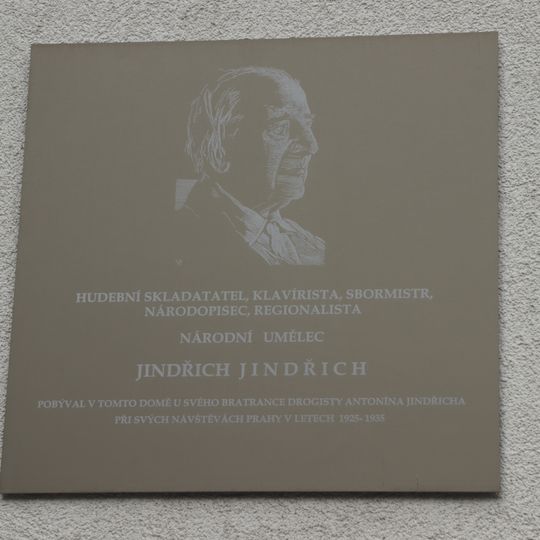 HUDEBNÍ SKLADATATEL, KLAVÍRISTA, SBORMISTR,
NÁRODOPISEC, REGIONALISTA
NÁRODNÍ UMĚLEC
JINDŘICH JINDŘICH
POBÝVAL V TOMTO DOMĚ U SVÉHO BRATRANCE DROGISTY ANTONÍNA JINDŘICHA
PŘI SVÝCH NÁVŠTĚVÁCH PRAHY V LETECH 1925-1935